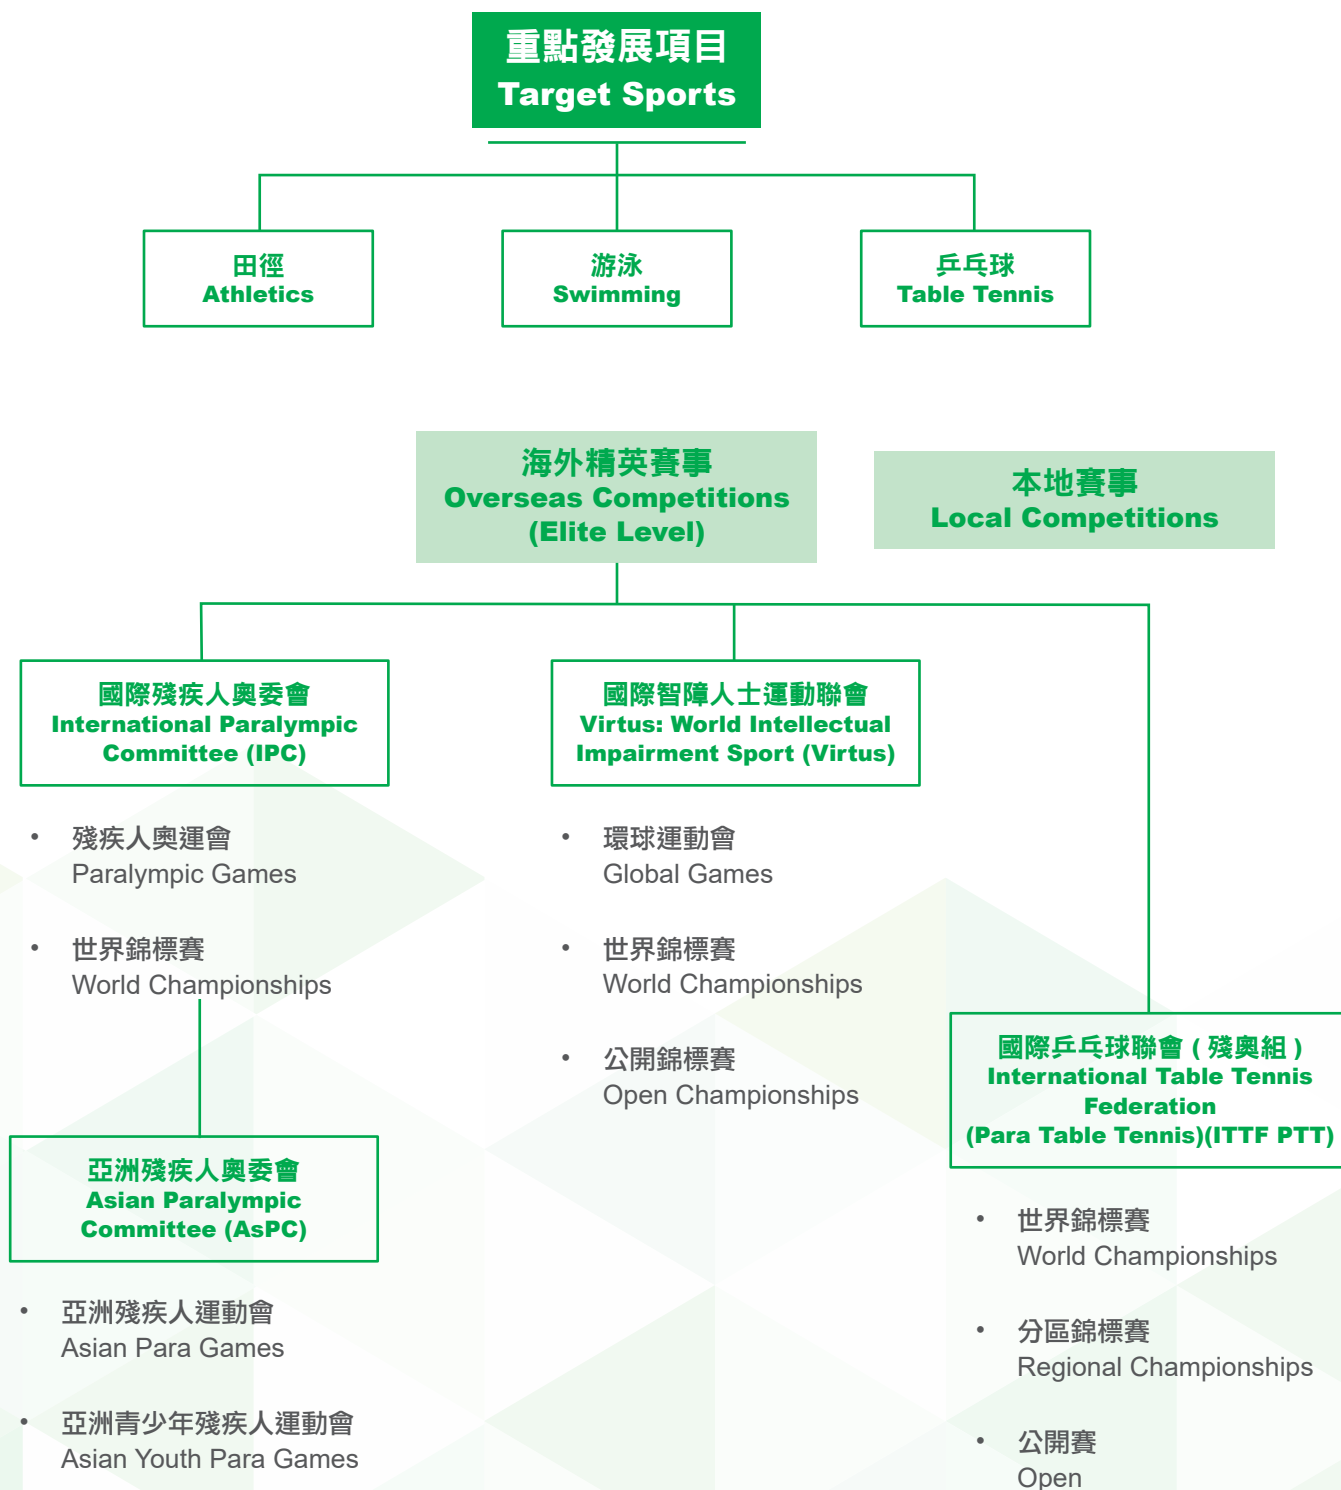 重點發展項目
Target Sports
田徑
Athletics
游泳
Swimming
乒乓球
Table Tennis
海外精英賽事
Overseas Competitions
(Elite Level)
本地賽事
Local Competitions
國際殘疾人奧委會
International Paralympic
Committee (IPC)
• 殘疾人奧運會
Paralympic Games
• 世界錦標賽
World Championships
亞洲殘疾人奧委會
Asian Paralympic
Committee (AsPC)
• 亞洲殘疾人運動會
Asian Para Games
• 亞洲青少年殘疾人運動會
Asian Youth Para Games
國際智障人士運動聯會
Virtus: World Intellectual
Impairment Sport (Virtus)
• 環球運動會
Global Games
• 世界錦標賽
World Championships
• 公開錦標賽
Open Championships
國際乒乓球聯會 ( 殘奧組 )
International Table Tennis
Federation
(Para Table Tennis)(ITTF PTT)
• 世界錦標賽
World Championships
• 分區錦標賽
Regional Championships
• 公開賽
Open